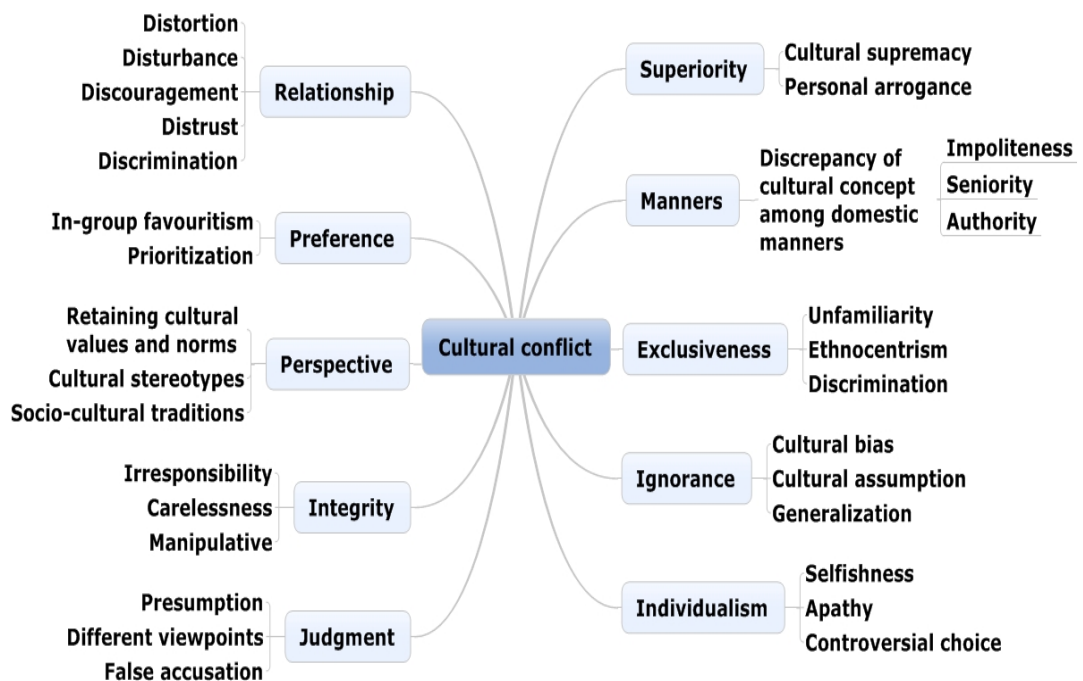 Cultural conflict
Relationship
Distortion
Disturbance
Discouragement
Distrust
Discrimination
Preference
In-group favouritism
Prioritization
Perspective
Retaining cultural
values and norms
Cultural stereotypes
Socio-cultural traditions
Integrity
Irresponsibility
Carelessness
Manipulative
Judgment
Presumption
Different viewpoints
False accusation
Superiority
Cultural supremacy
Personal arrogance
Manners
Discrepancy of
cultural concept
among domestic
manners
Impoliteness
Seniority
Authority
Exclusiveness
Unfamiliarity
Ethnocentrism
Discrimination
Ignorance
Cultural bias
Cultural assumption
Generalization
Individualism
Selfishness
Apathy
Controversial choice